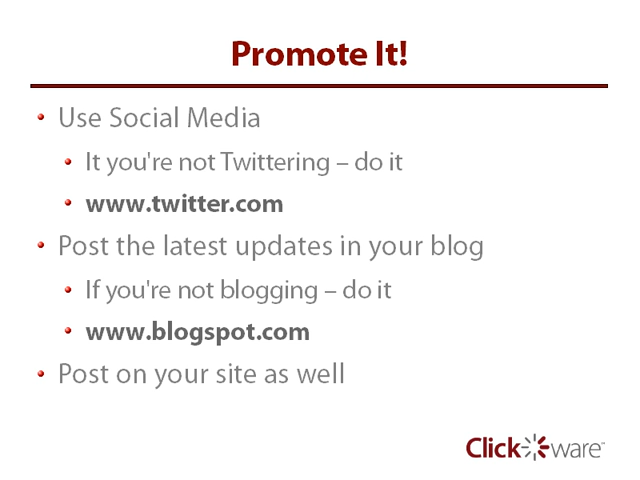 Promote It!
• Use Social Media
• It you're not Twittering – do it
• www.twitter.com
• Post the latest updates in your blog
• If you're not blogging – do it
• www.blogspot.com
• Post on your site as well
Click ware™